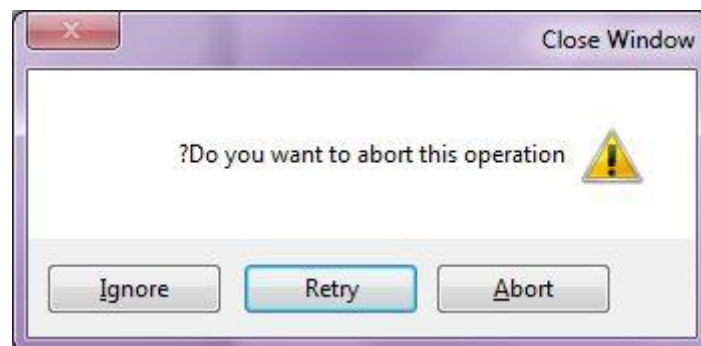 Close Window
?Do you want to abort this operation
Ignore Retry Abort